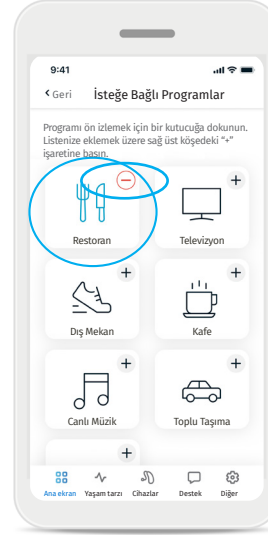 9:41
Geri İsteğe Bağlı Programlar
Programı ön izlemek için bir kutucuğa dokunun.
Listenize eklemek üzere sağ üst köşedeki "+"
işaretine basın.
Restoran Televizyon
Dış Mekan Kafe
Canlı Müzik Toplu Taşıma
Ana ekran Yaşam tarzı Cihazlar Destek Diğer